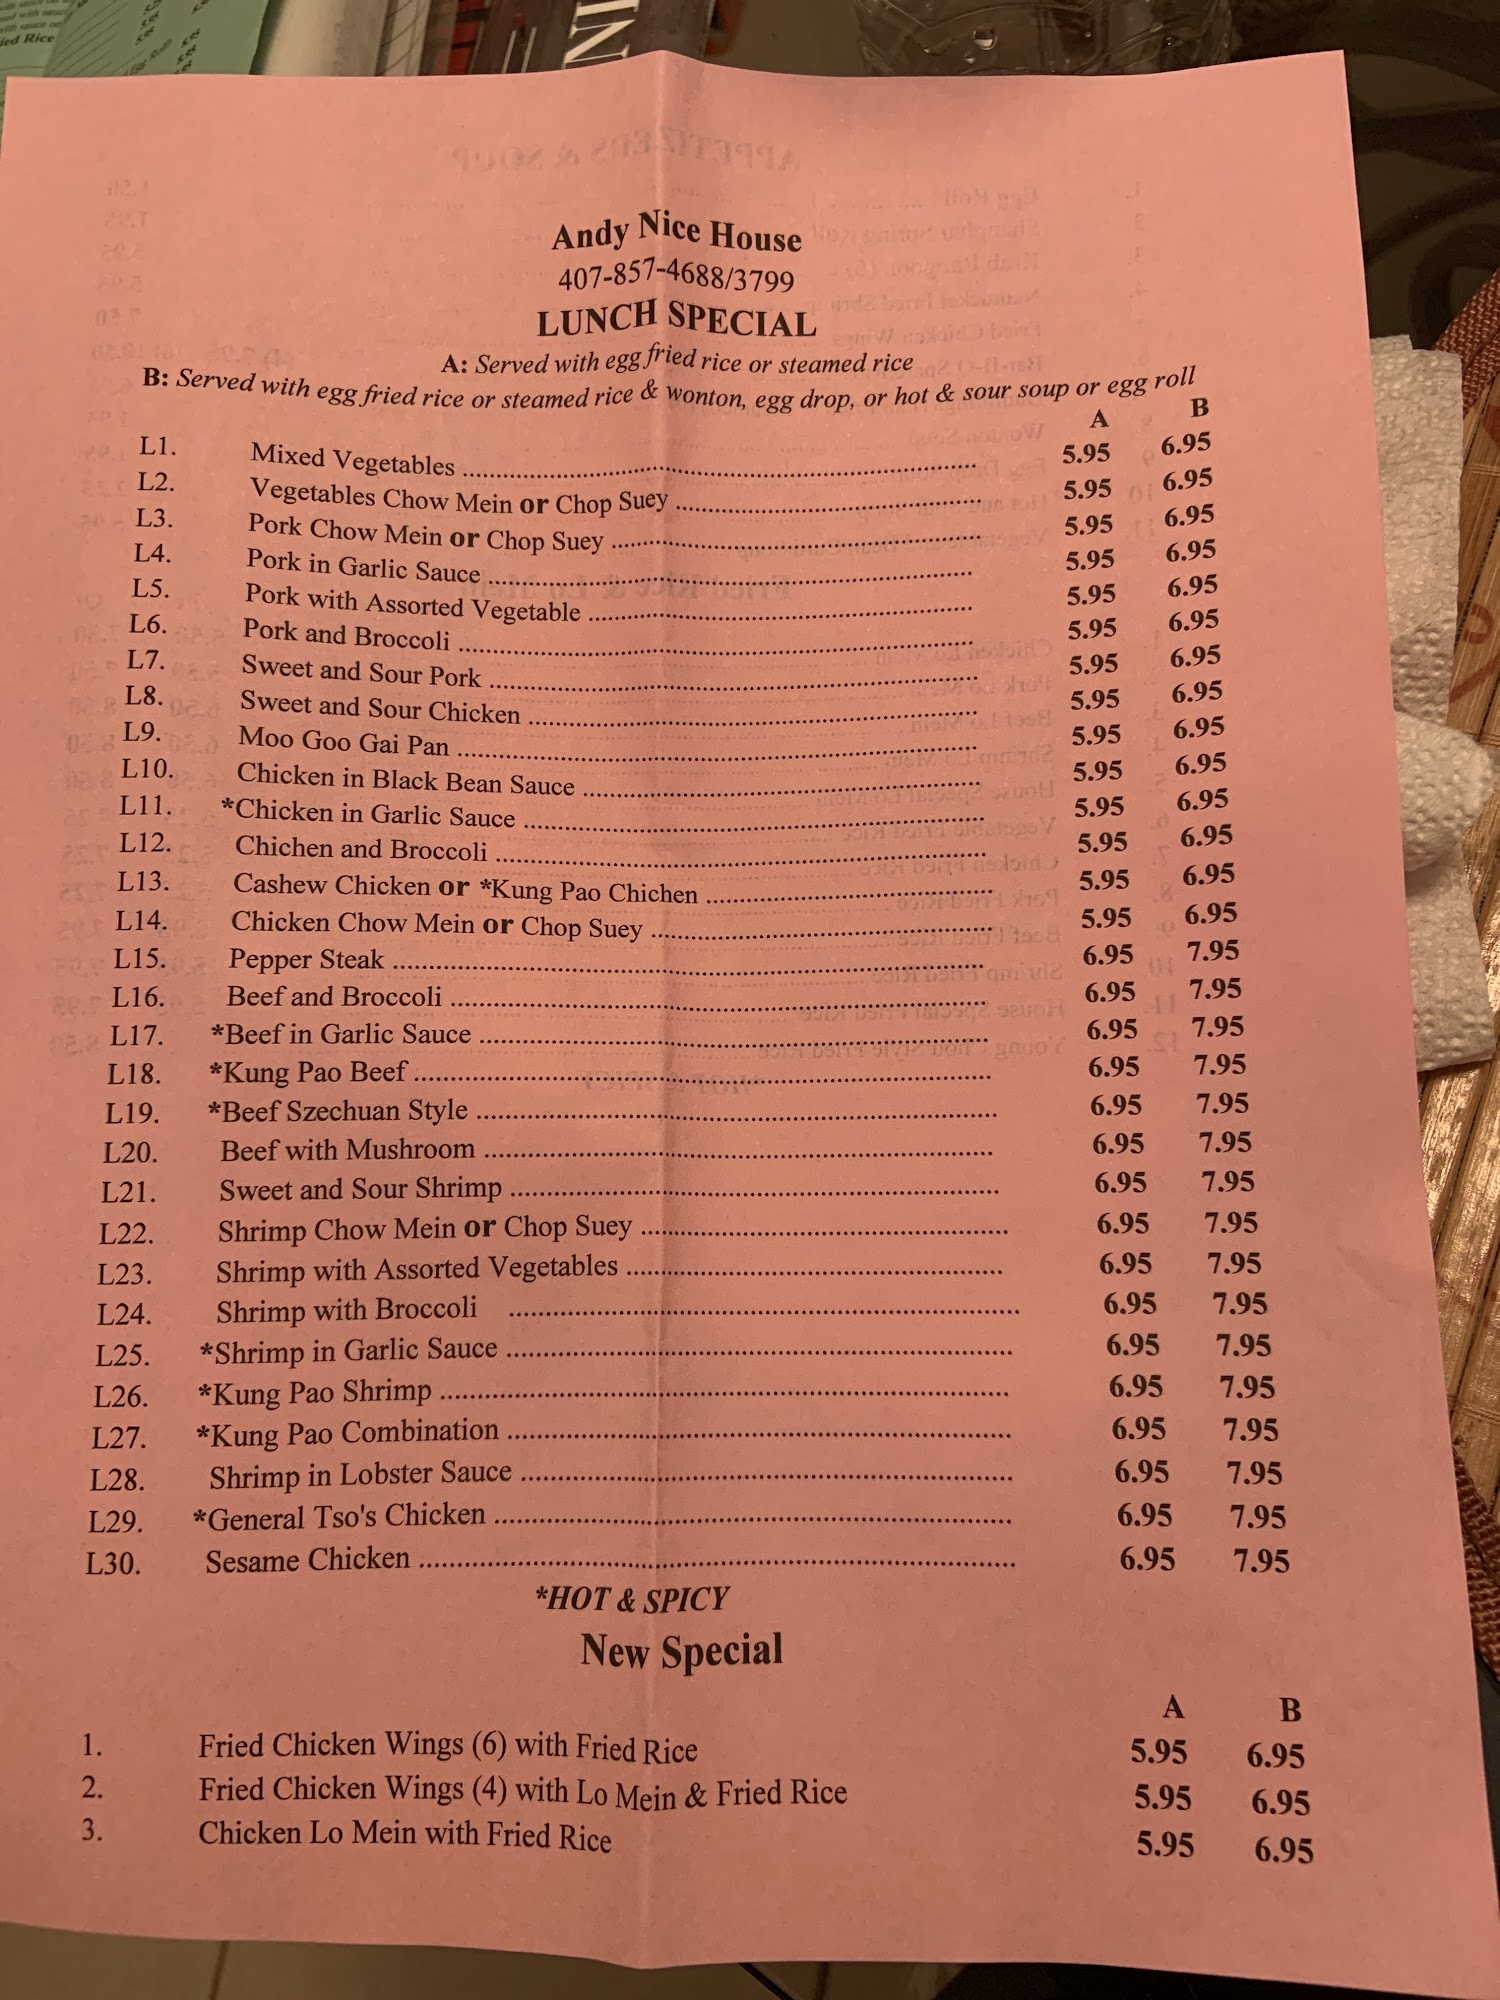 ied Rice
IN
Andy Nice House
407-857-4688/3799
LUNCH SPECIAL
A: Served with egg fried rice or steamed rice
B: Served with egg fried rice or steamed rice & wonton, egg drop, or hot & sour soup or egg roll
A B
L1. Mixed Vegetables 5.95 6.95
L2. Vegetables Chow Mein or Chop Suey 5.95 6.95
L3. Pork Chow Mein or Chop Suey 5.95 6.95
L4. Pork in Garlic Sauce 5.95 6.95
L5. Pork with Assorted Vegetable 5.95 6.95
L6. Pork and Broccoli 5.95 6.95
L7. Sweet and Sour Pork 5.95 6.95
L8. Sweet and Sour Chicken 5.95 6.95
L9. Moo Goo Gai Pan 5.95 6.95
L10. Chicken in Black Bean Sauce 5.95 6.95
L11. *Chicken in Garlic Sauce 5.95 6.95
L12. Chichen and Broccoli 5.95 6.95
L13. Cashew Chicken or *Kung Pao Chichen 5.95 6.95
L14. Chicken Chow Mein or Chop Suey 5.95 6.95
L15. Pepper Steak 6.95 7.95
L16. Beef and Broccoli 6.95 7.95
L17. *Beef in Garlic Sauce 6.95 7.95
L18. *Kung Pao Beef 6.95 7.95
L19. *Beef Szechuan Style 6.95 7.95
L20. Beef with Mushroom 6.95 7.95
L21. Sweet and Sour Shrimp 6.95 7.95
L22. Shrimp Chow Mein or Chop Suey 6.95 7.95
L23. Shrimp with Assorted Vegetables 6.95 7.95
L24. Shrimp with Broccoli 6.95 7.95
L25. *Shrimp in Garlic Sauce 6.95 7.95
L26. *Kung Pao Shrimp 6.95 7.95
L27. *Kung Pao Combination 6.95 7.95
L28. Shrimp in Lobster Sauce 6.95 7.95
L29. *General Tso's Chicken 6.95 7.95
L30. Sesame Chicken 6.95 7.95
*HOT & SPICY
New Special
A B
1. Fried Chicken Wings (6) with Fried Rice 5.95 6.95
2. Fried Chicken Wings (4) with Lo Mein & Fried Rice 5.95 6.95
3. Chicken Lo Mein with Fried Rice 5.95 6.95